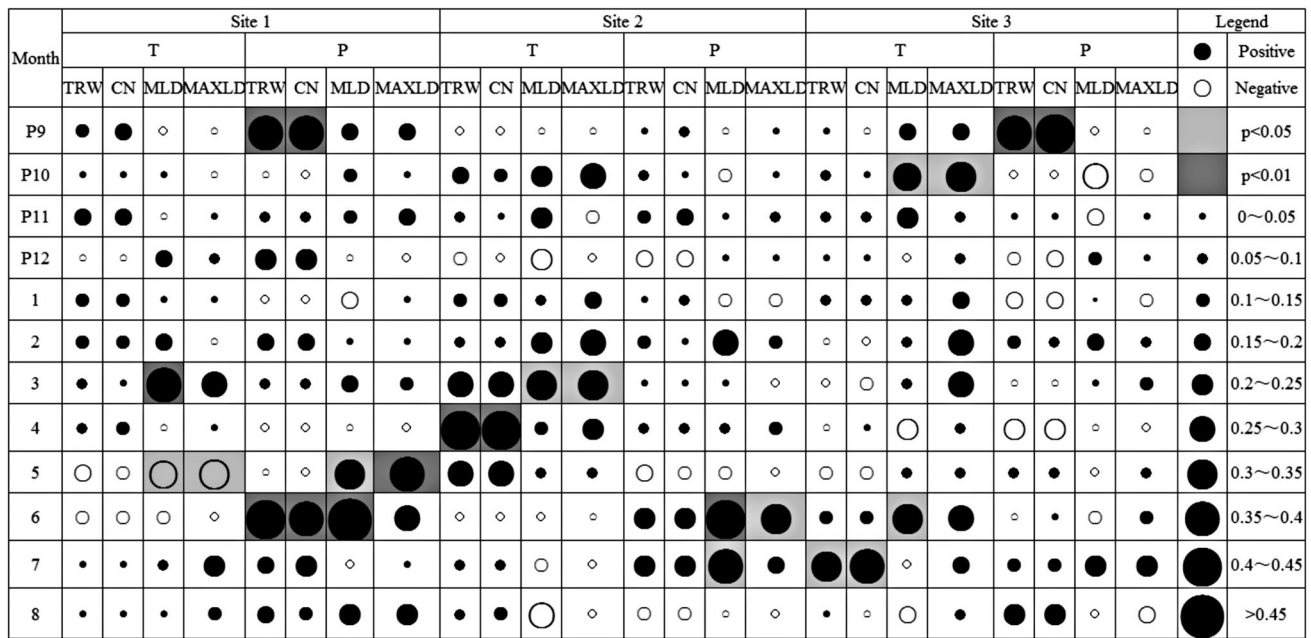 Month Site 1 Site 2 Site 3 Legend
T P T P T P Positive
TRW CN MLD MAXLD TRW CN MLD MAXLD TRW CN MLD MAXLD TRW CN MLD MAXLD TRW CN MLD MAXLD TRW CN MLD MAXLD Negative
P9 p<0.05
P10 p<0.01
P11 0~0.05
P12 0.05~0.1
1 0.1~0.15
2 0.15~0.2
3 0.2~0.25
4 0.25~0.3
5 0.3~0.35
6 0.35~0.4
7 0.4~0.45
8 >0.45